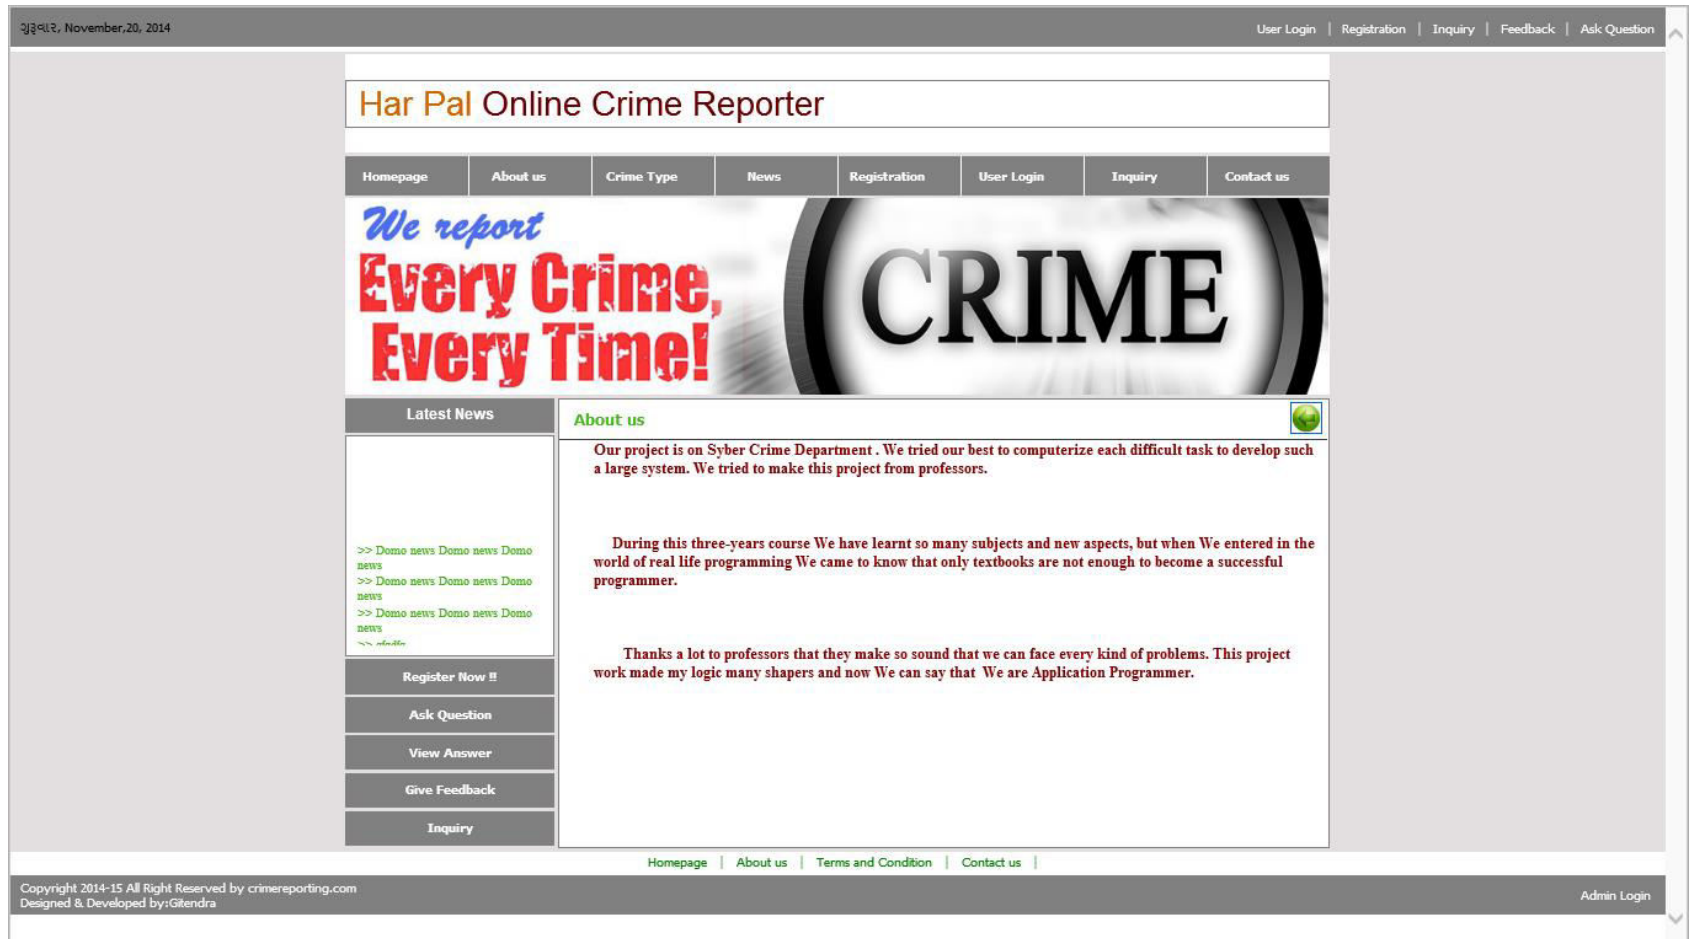 ગુરૂવાર, November,20, 2014
User Login | Registration | Inquiry | Feedback | Ask Question
Har Pal Online Crime Reporter
Homepage About us Crime Type News Registration User Login Inquiry Contact us
We report
Every Crime,
Every Time!
CRIME
Latest News
>> Domo news Domo news Domo
news
>> Domo news Domo news Domo
news
>> Domo news Domo news Domo
news
>>
Register Now !!
Ask Question
View Answer
Give Feedback
Inquiry
About us
Our project is on Syber Crime Department . We tried our best to computerize each difficult task to develop such
a large system. We tried to make this project from professors.
During this three-years course We have learnt so many subjects and new aspects, but when We entered in the
world of real life programming We came to know that only textbooks are not enough to become a successful
programmer.
Thanks a lot to professors that they make so sound that we can face every kind of problems. This project
work made my logic many shapers and now We can say that We are Application Programmer.
Homepage | About us | Terms and Condition | Contact us |
Copyright 2014-15 All Right Reserved by crimereporting.com
Designed & Developed by:Gitendra
Admin Login